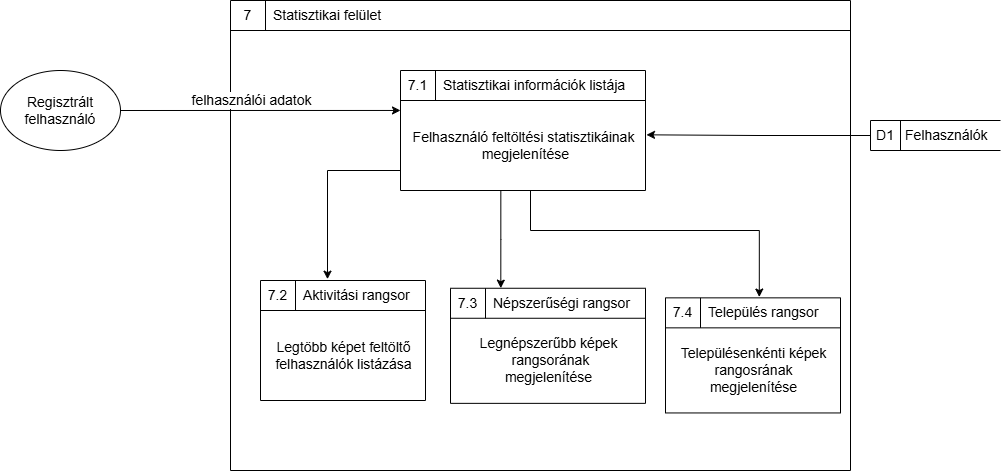 7 Statisztikai felület
7.1 Statisztikai információk listája
Regisztrált
felhasználó
felhasználói adatok
Felhasználó feltöltési statisztikáinak
megjelenítése
D1 Felhasználók
7.2 Aktivitási rangsor
Legtöbb képet feltöltő
felhasználók listázása
7.3 Népszerűségi rangsor
Legnépszerűbb képek
rangsorának
megjelenítése
7.4 Település rangsor
Településenkénti képek
rangosrának
megjelenítése